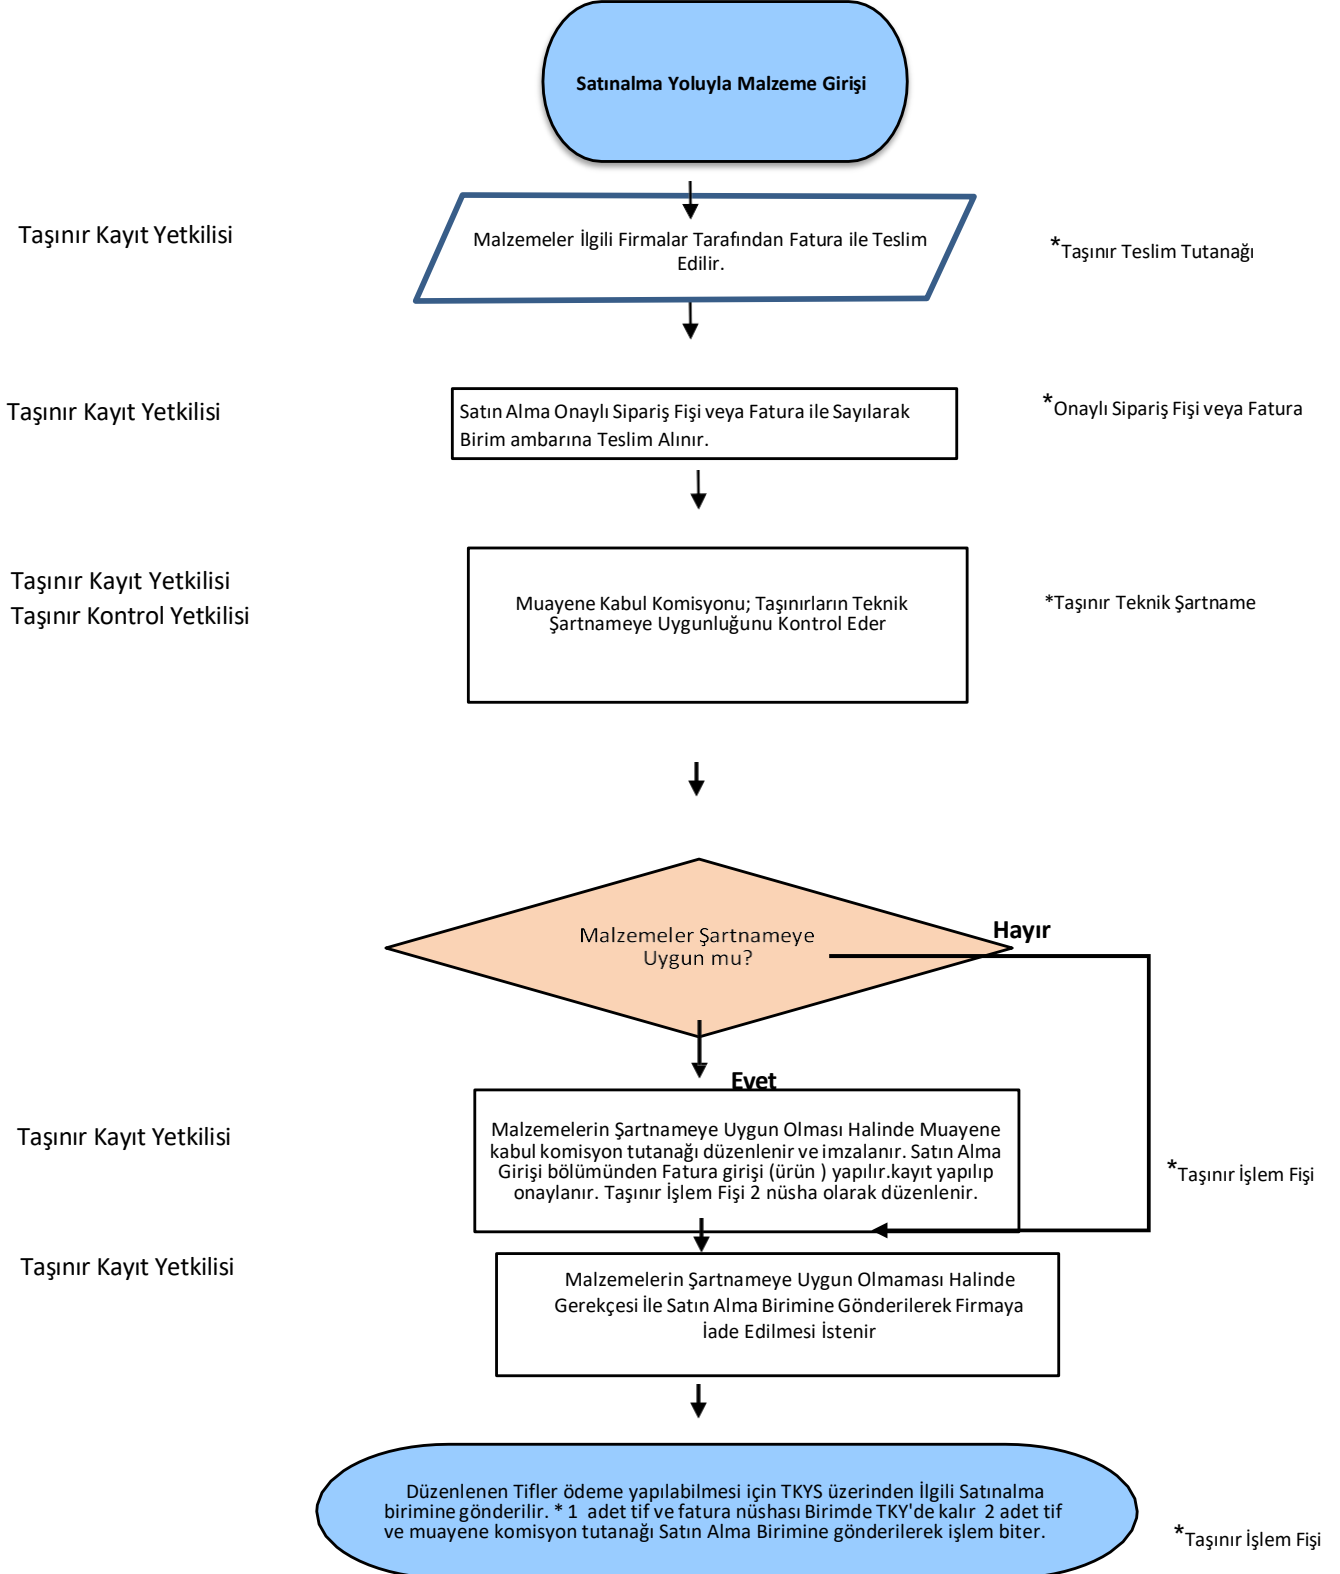 Satınalma Yoluyla Malzeme Girişi
Taşınır Kayıt Yetkilisi
Malzemeler İlgili Firmalar Tarafından Fatura ile Teslim
Edilir.
*Taşınır Teslim Tutanağı
Taşınır Kayıt Yetkilisi
Satın Alma Onaylı Sipariş Fişi veya Fatura ile Sayılarak
Birim ambarına Teslim Alınır.
*Onaylı Sipariş Fişi veya Fatura
Taşınır Kayıt Yetkilisi
Taşınır Kontrol Yetkilisi
Muayene Kabul Komisyonu; Taşınırların Teknik
Şartnameye Uygunluğunu Kontrol Eder
*Taşınır Teknik Şartname
Malzemeler Şartnameye
Uygun mu?
Hayır
Evet
Taşınır Kayıt Yetkilisi
Malzemelerin Şartnameye Uygun Olması Halinde Muayene
kabul komisyon tutanağı düzenlenir ve imzalanır. Satın Alma
Girişi bölümünden Fatura girişi (ürün ) yapılır.kayıt yapılıp
onaylanır. Taşınır İşlem Fişi 2 nüsha olarak düzenlenir.
*Taşınır İşlem Fişi
Taşınır Kayıt Yetkilisi
Malzemelerin Şartnameye Uygun Olmaması Halinde
Gerekçesi İle Satın Alma Birimine Gönderilerek Firmaya
İade Edilmesi İstenir
Düzenlenen Tifler ödeme yapılabilmesi için TKYS üzerinden İlgili Satınalma
birimine gönderilir. * 1 adet tif ve fatura nüshası Birimde TKY'de kalır 2 adet tif
ve muayene komisyon tutanağı Satın Alma Birimine gönderilerek işlem biter.
*Taşınır İşlem Fişi